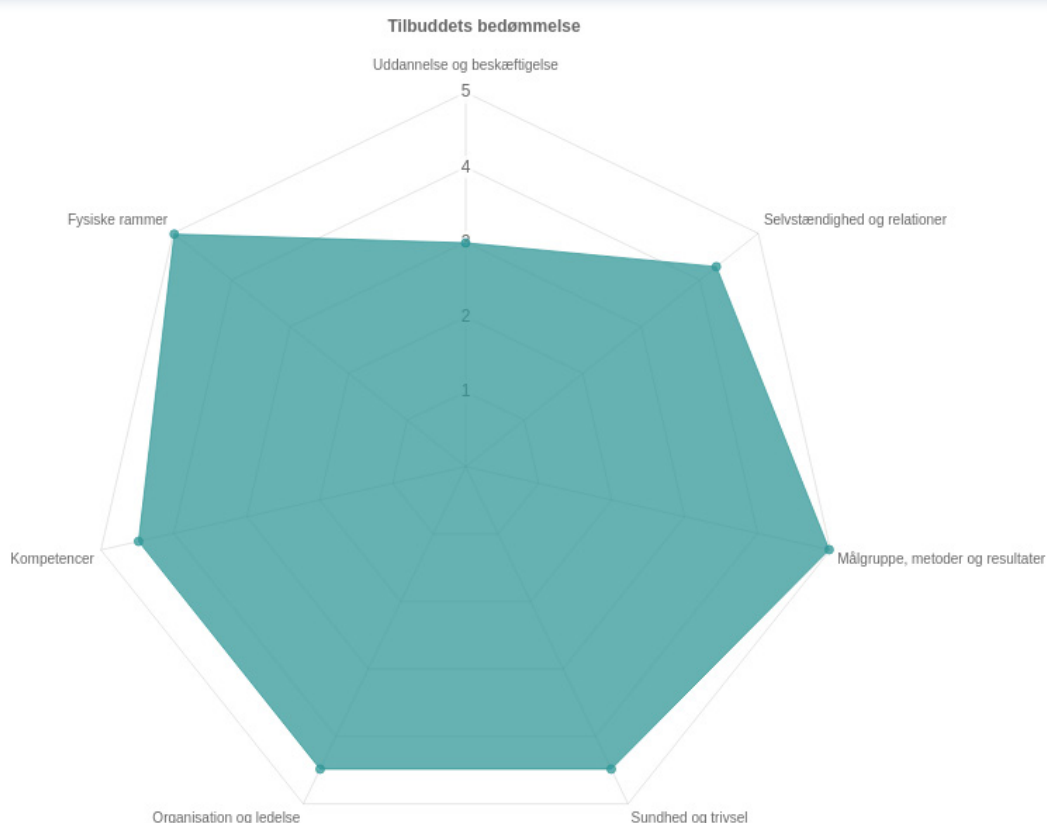 Tilbuddets bedømmelse
Uddannelse og beskæftigelse
5
4
Fysiske rammer
Selvstændighed og relationer
3
2
1
Kompetencer
Målgruppe, metoder og resultater
Organisation og ledelse
Sundhed og trivsel